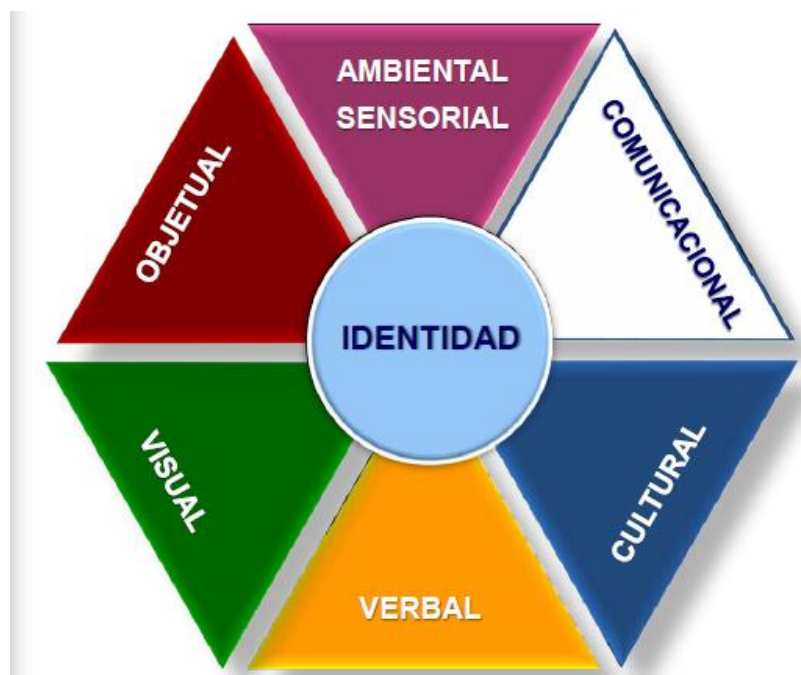 AMBIENTAL
SENSORIAL
COMUNICACIONAL
OBJETUAL
IDENTIDAD
VISUAL
CULTURAL
VERBAL